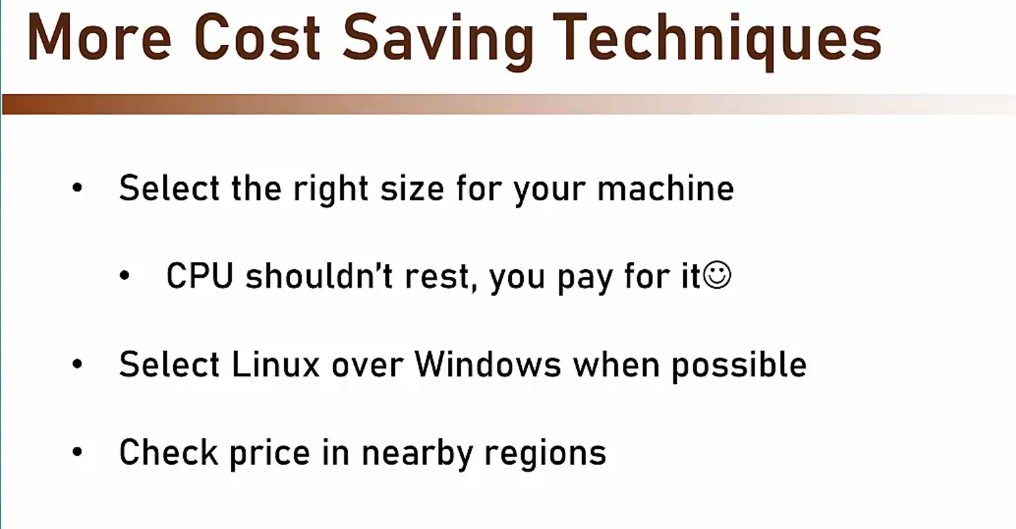 More Cost Saving Techniques
• Select the right size for your machine
• CPU shouldn't rest, you pay for it☺
• Select Linux over Windows when possible
• Check price in nearby regions